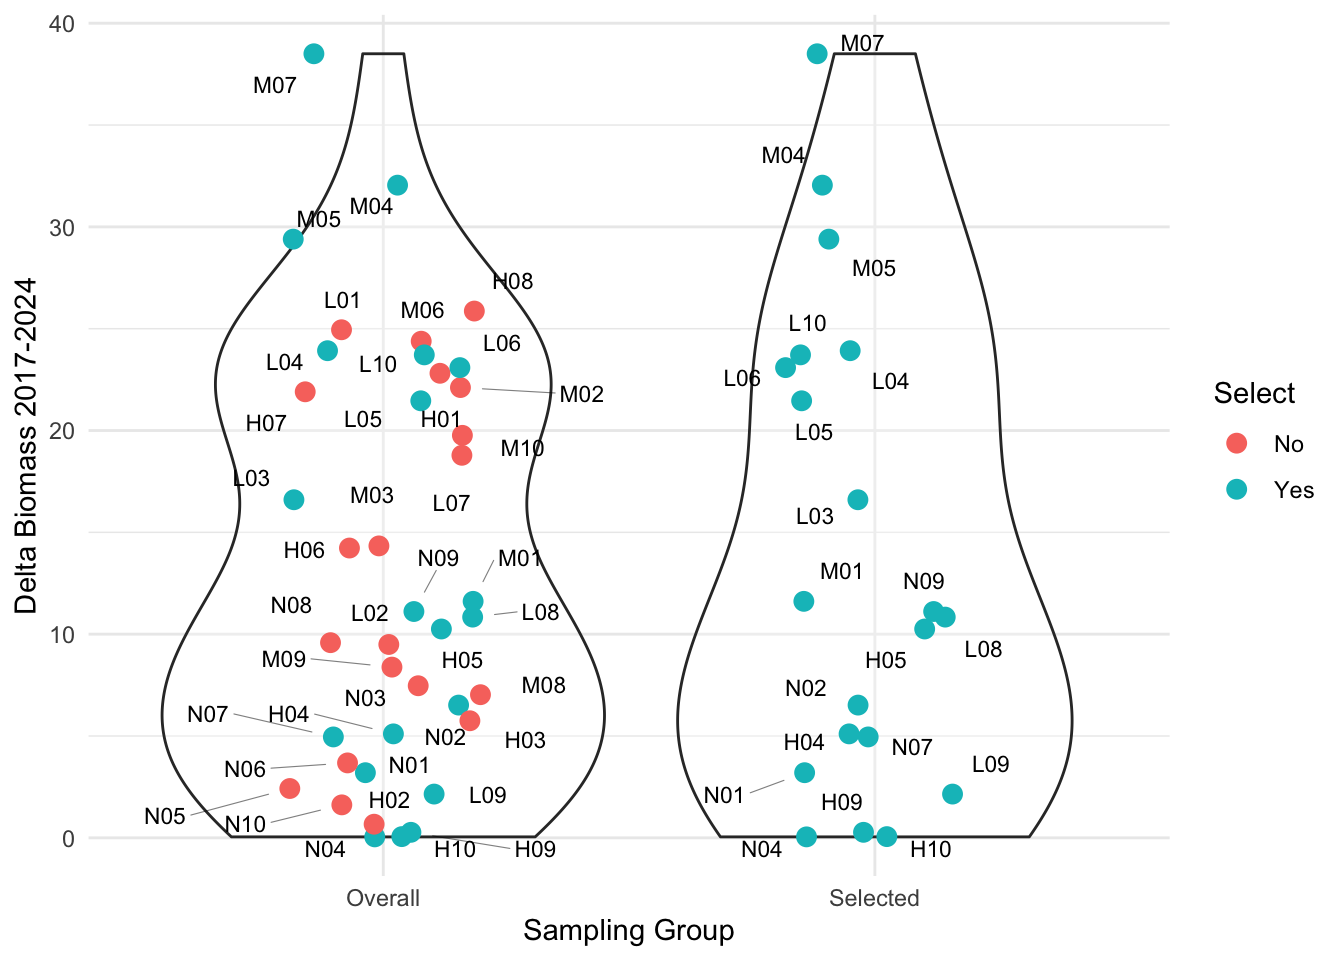 40
30
20
10
0
Delta Biomass 2017-2024
M07
M04
M05
H08
L01
M06
L06
L04
L10
M02
H07
L05
H01
M10
L03
M03
L07
H06
N09
M01
N08
L02
L08
M09
H05
M08
N03
N07
H04
N02
H03
N06
N01
N05
H02
L09
N10
N04
H10
H09
M07
M04
M05
L10
L06
L04
L05
L03
M01
N09
H05
L08
N02
H04
N07
L09
N01
H09
N04
H10
Overall
Selected
Sampling Group
Select
No
Yes